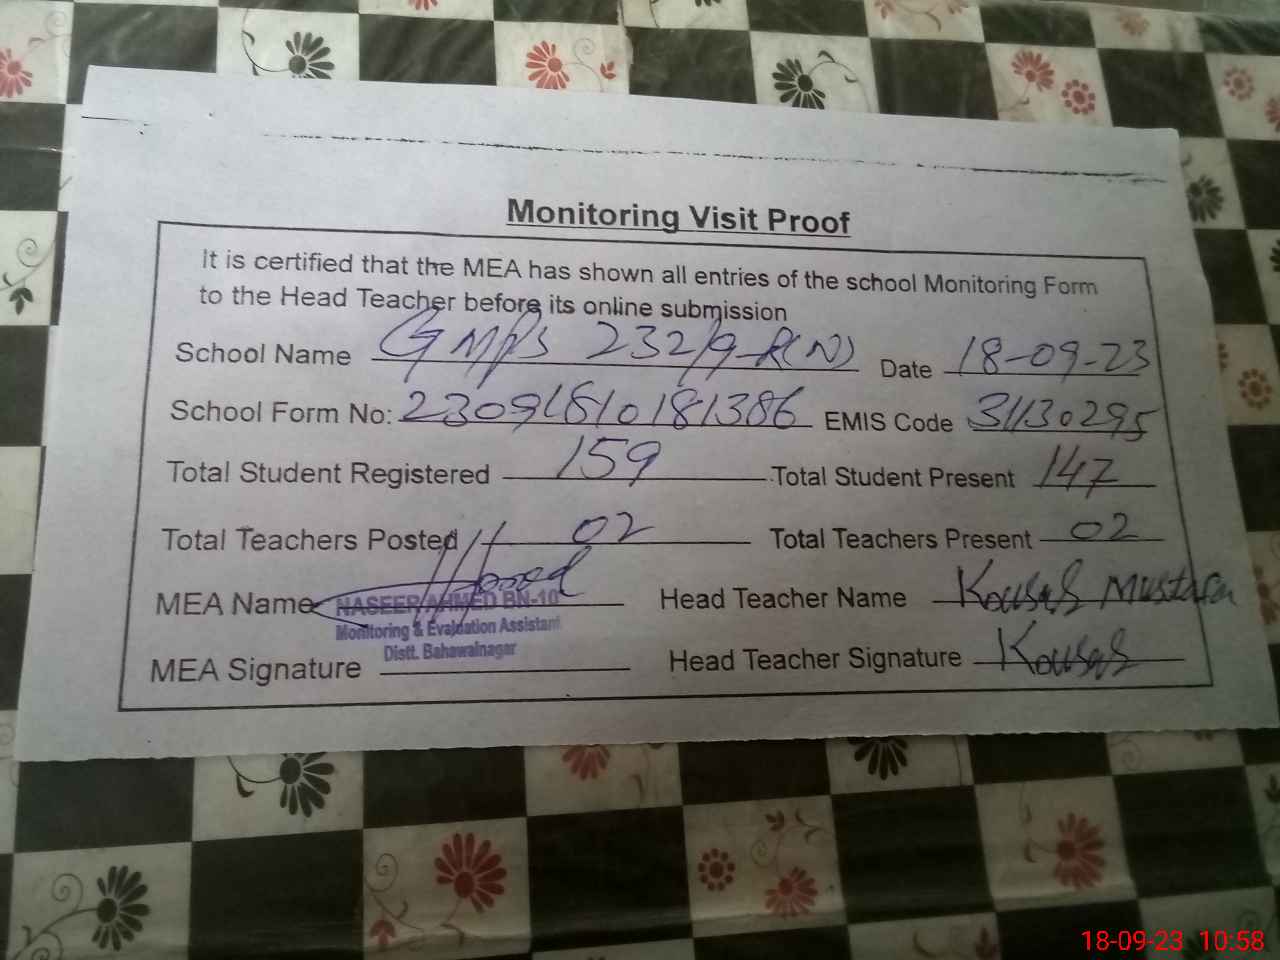 Monitoring Visit Proof
It is certified that the MEA has shown all entries of the school Monitoring Form
to the Head Teacher before its online submission
School Name GMPS 232/9-R(N) Date 18-09-23
School Form No: 23091810181386 EMIS Code 31130295
Total Student Registered 159 Total Student Present 147
Total Teachers Posted 02 Total Teachers Present 02
MEA Name NASEER AHMED BN-10 Head Teacher Name Kousar Mustafa
Monitoring & Evaluation Assistant
Distt. Bahawalnagar
MEA Signature Head Teacher Signature Kousar
18-09-23 10:58